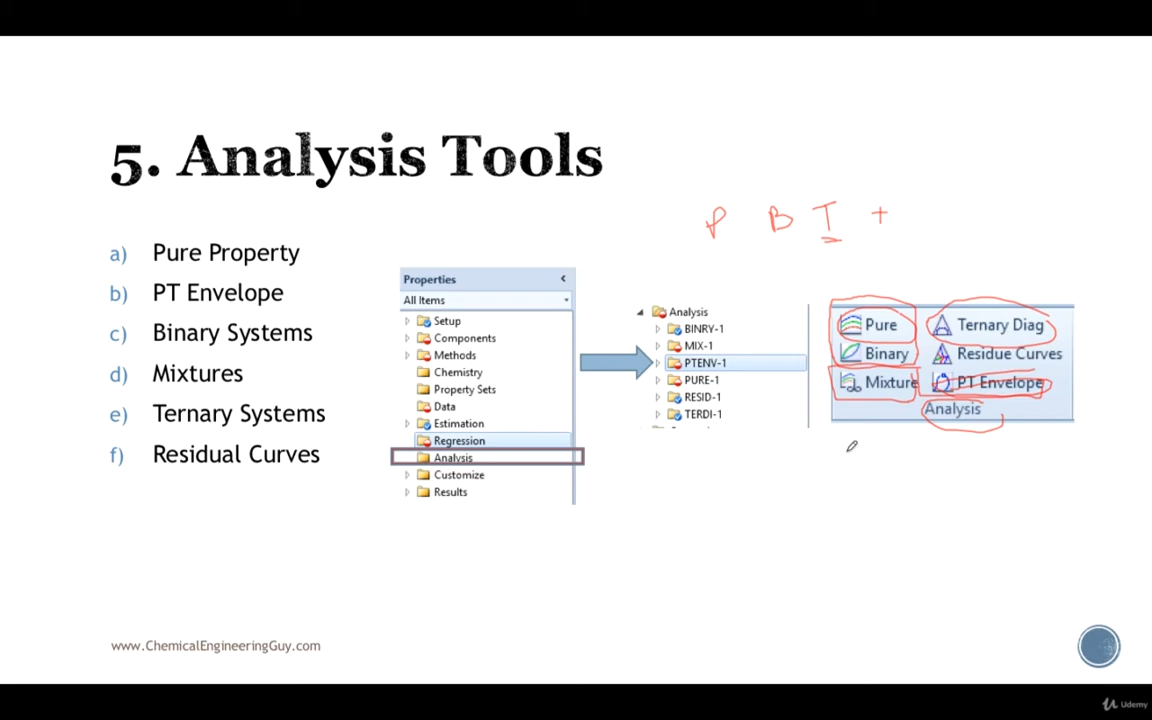 5. Analysis Tools
P B T +
a) Pure Property
b) PT Envelope
c) Binary Systems
d) Mixtures
e) Ternary Systems
f) Residual Curves
Properties
All Items
Setup
Components
Methods
Chemistry
Property Sets
Data
Estimation
Regression
Analysis
Customize
Results
Analysis
BINRY-1
MIX-1
PTENV-1
PURE-1
RESID-1
TERDI-1
Pure
Ternary Diag
Binary
Residue Curves
Mixture
PT Envelope
Analysis
www.ChemicalEngineeringGuy.com
Udemy